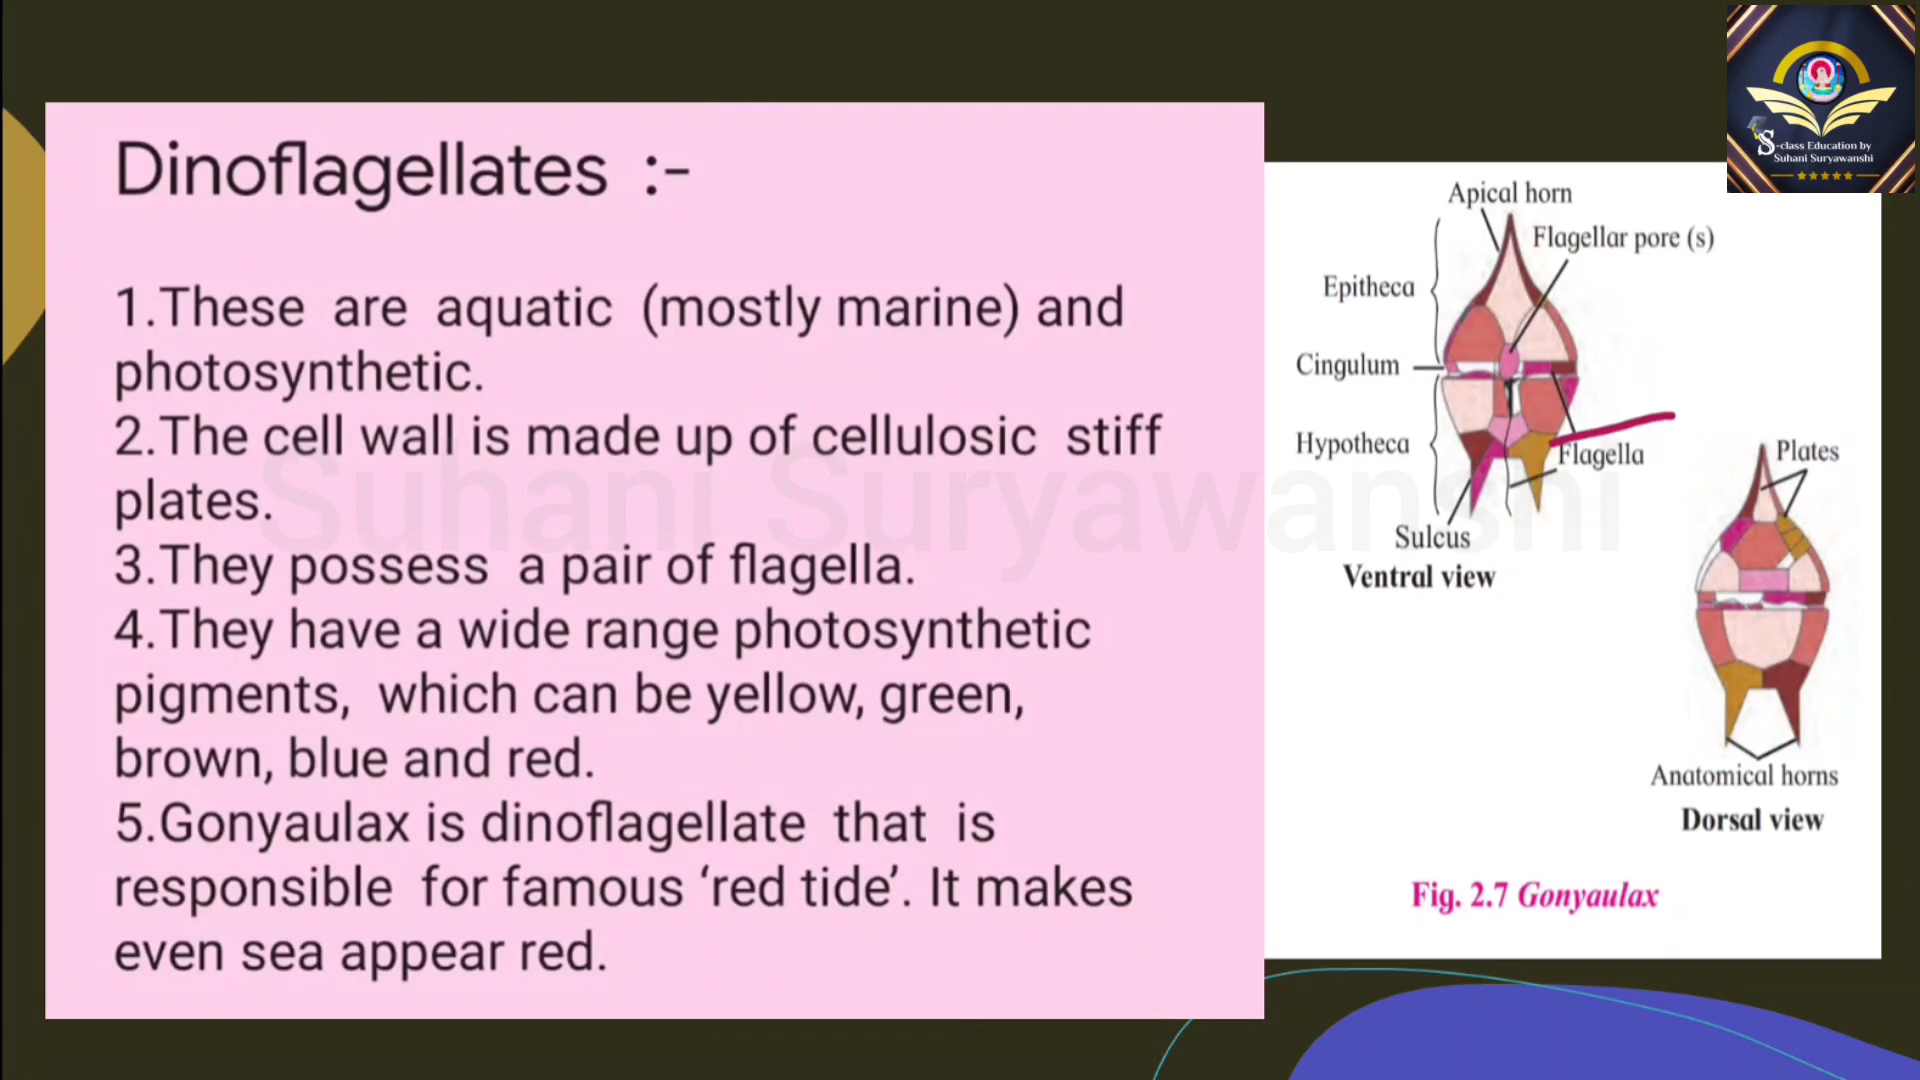 S-class Education by
Suhani Suryawanshi
Dinoflagellates :-
1.These are aquatic (mostly marine) and
photosynthetic.
2.The cell wall is made up of cellulosic stiff
plates.
3.They possess a pair of flagella.
4.They have a wide range photosynthetic
pigments, which can be yellow, green,
brown, blue and red.
5.Gonyaulax is dinoflagellate that is
responsible for famous ‘red tide’. It makes
even sea appear red.
Suhani Suryawanshi
Apical horn
Flagellar pore (s)
Epitheca
Cingulum
Hypotheca
Flagella
Sulcus
Ventral view
Plates
Anatomical horns
Dorsal view
Fig. 2.7 Gonyaulax